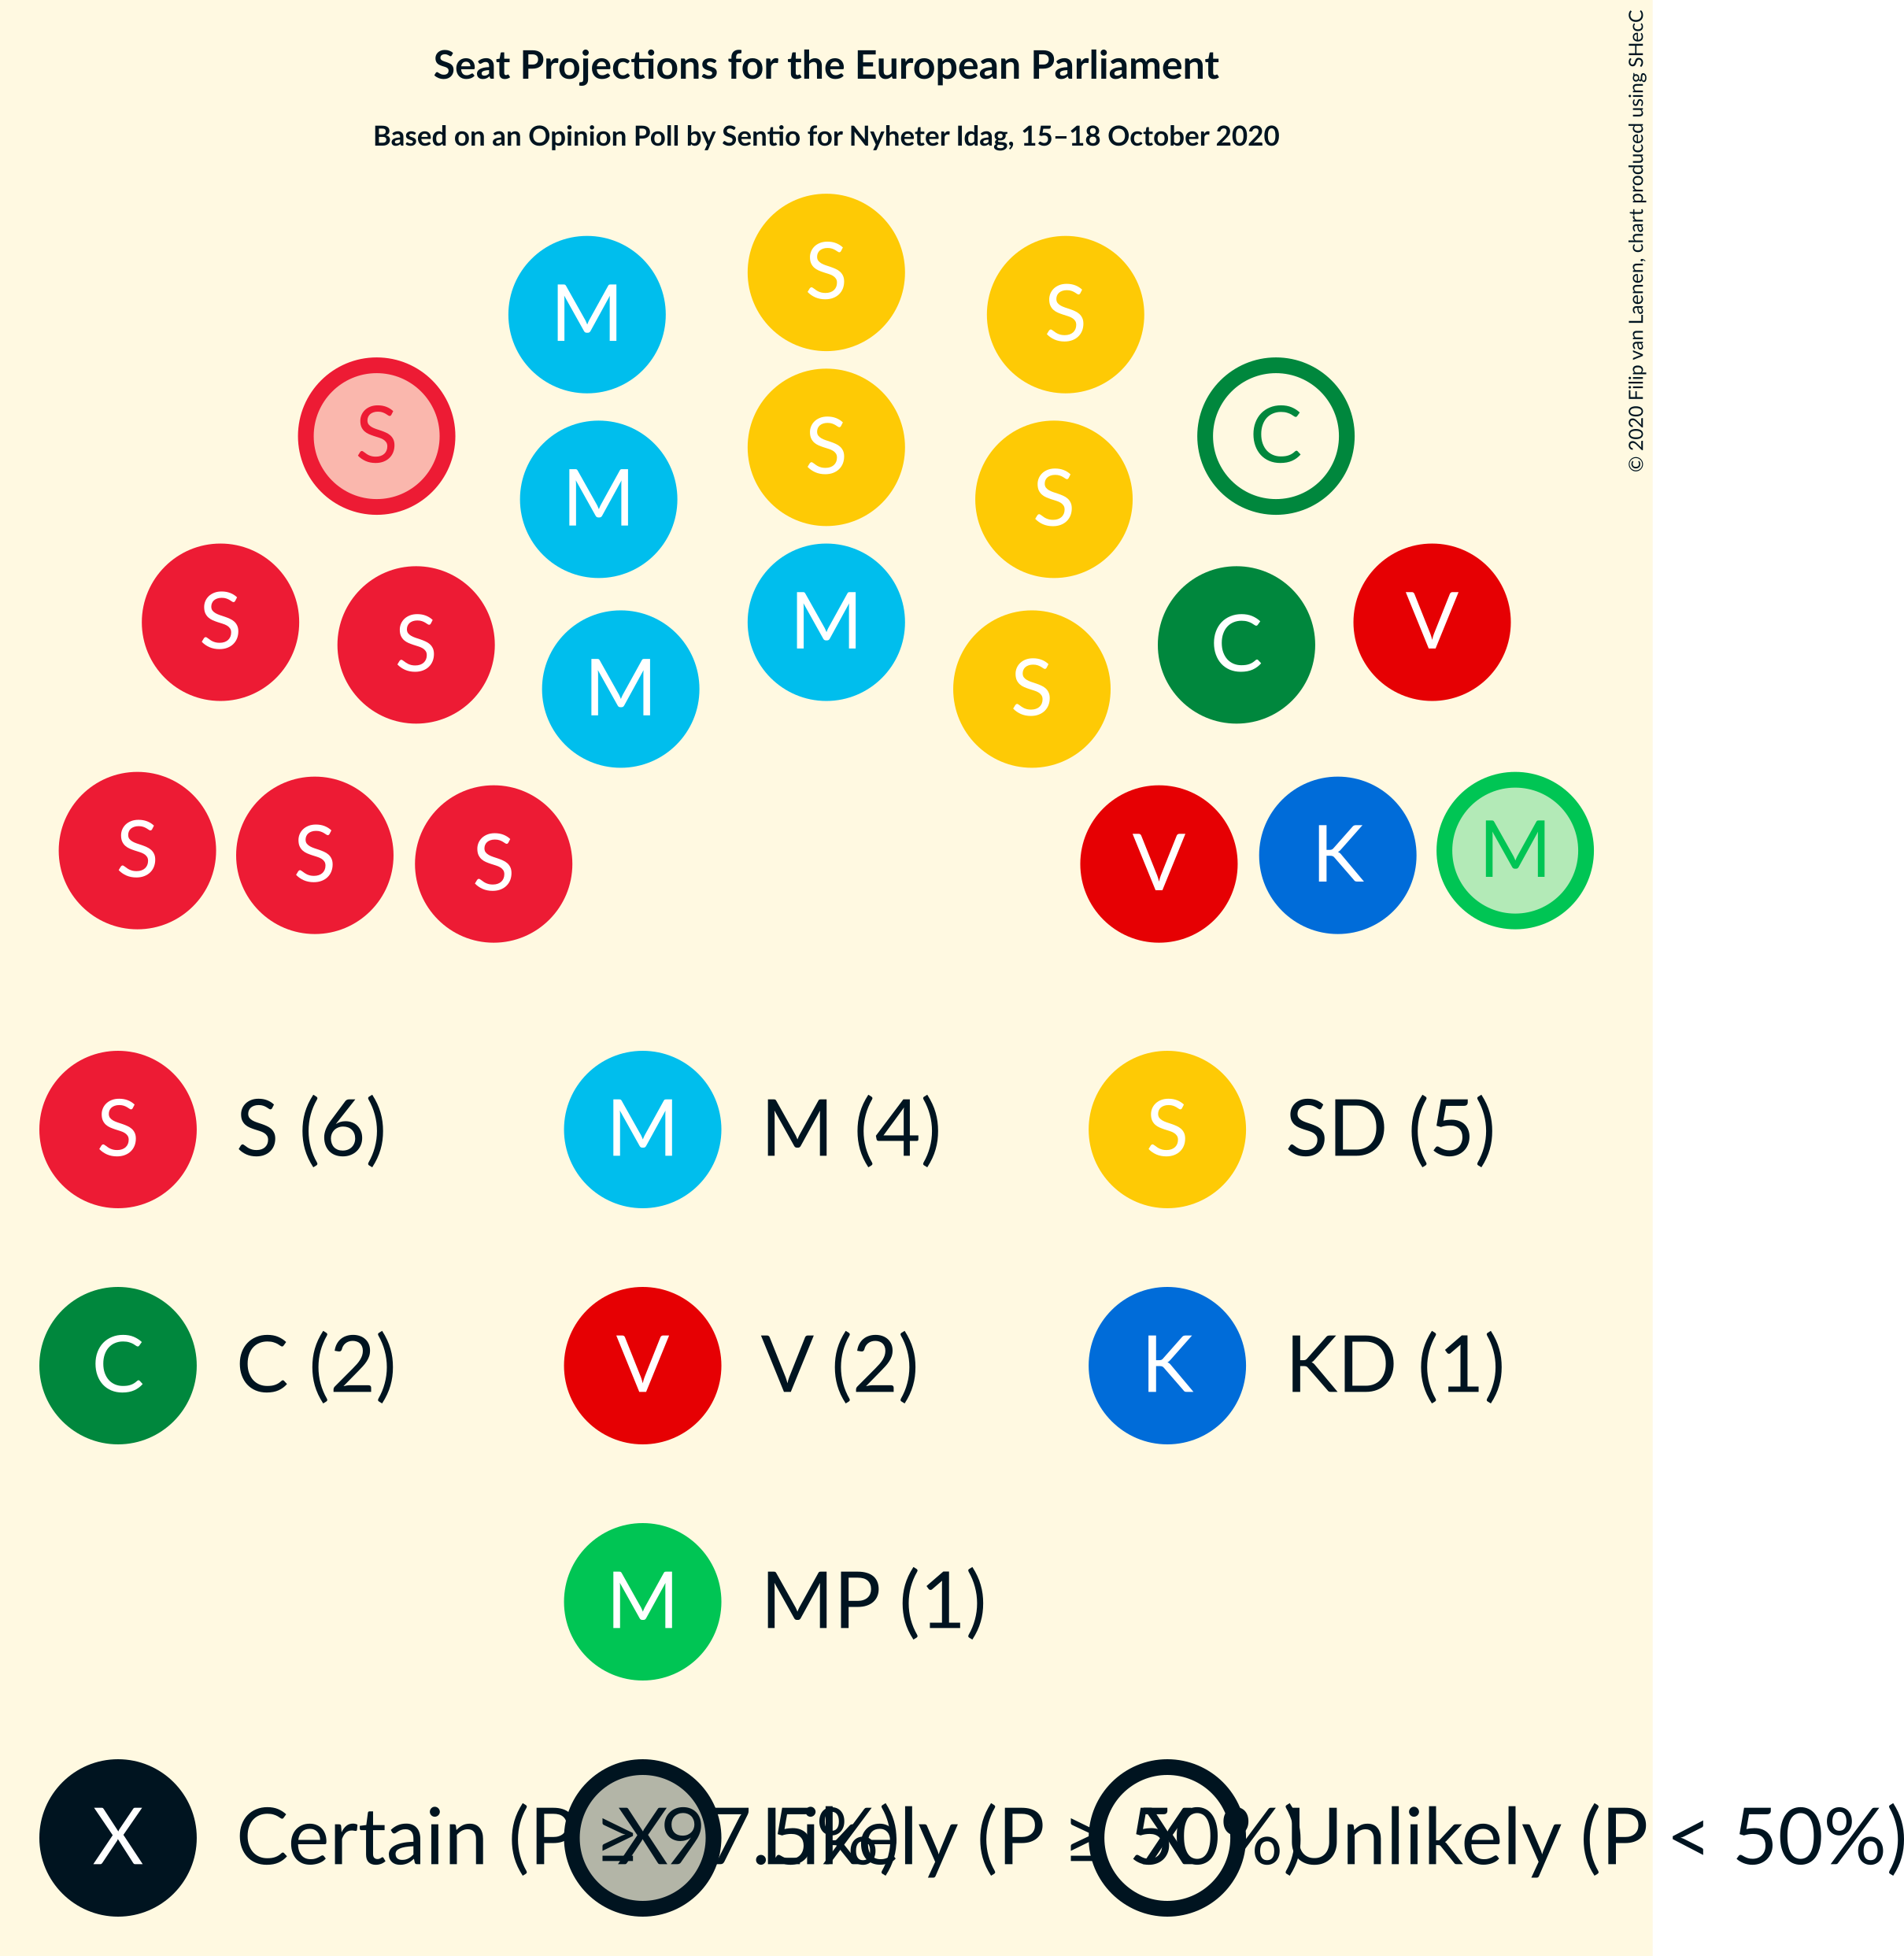 Seat Projections for the European Parliament
Based on an Opinion Poll by Sentio for Nyheter Idag, 15–18 October 2020
© 2020 Filip van Laenen, chart produced using SHecC
S
M S
S C
S
M S
S M V
S C
M S
S S K M
S V
S S (6) M M (4) S SD (5)
C C (2) V V (2) K KD (1)
M MP (1)
X Certain (P ≥ 97.5%) X Likely (P ≥ 50%) X Unlikely (P < 50%)